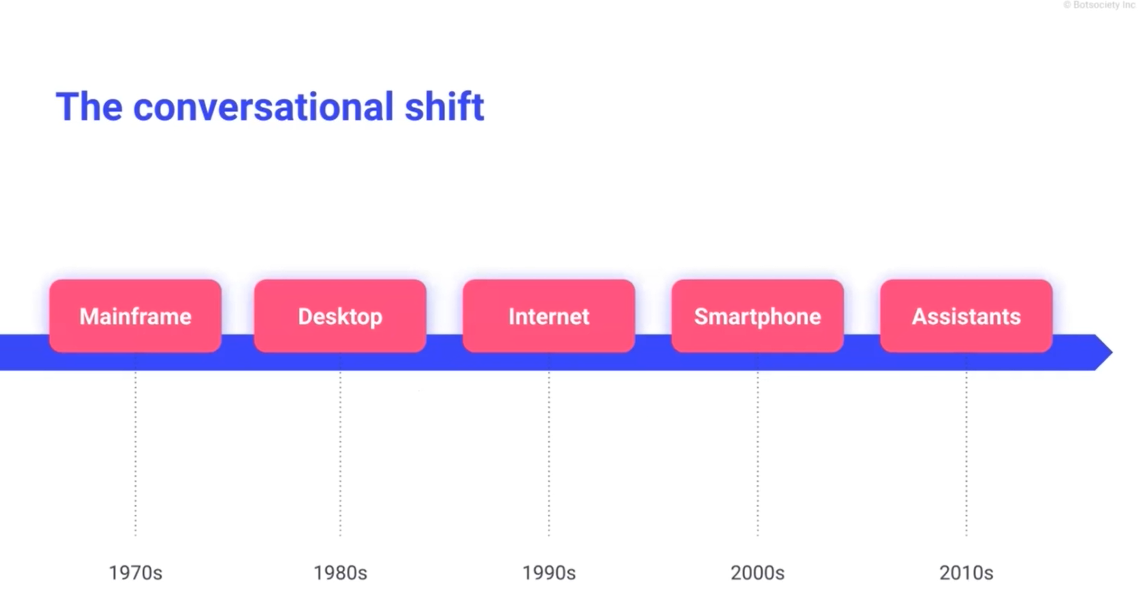 © Botsociety Inc
The conversational shift
Mainframe
Desktop
Internet
Smartphone
Assistants
1970s
1980s
1990s
2000s
2010s